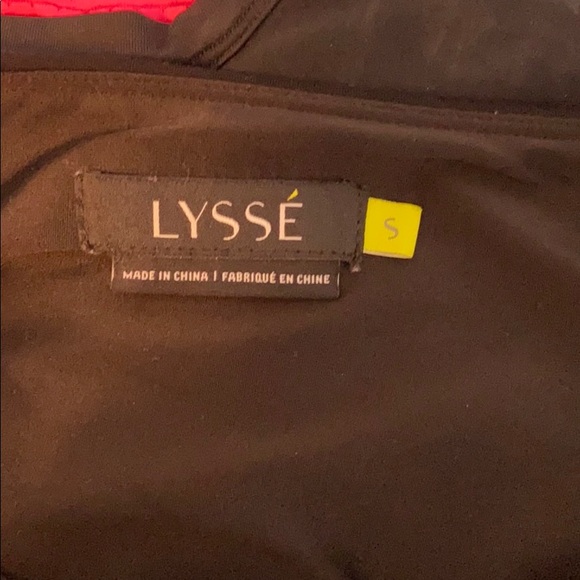 LYSSÉ
S
MADE IN CHINA | FABRIQUÉ EN CHINE